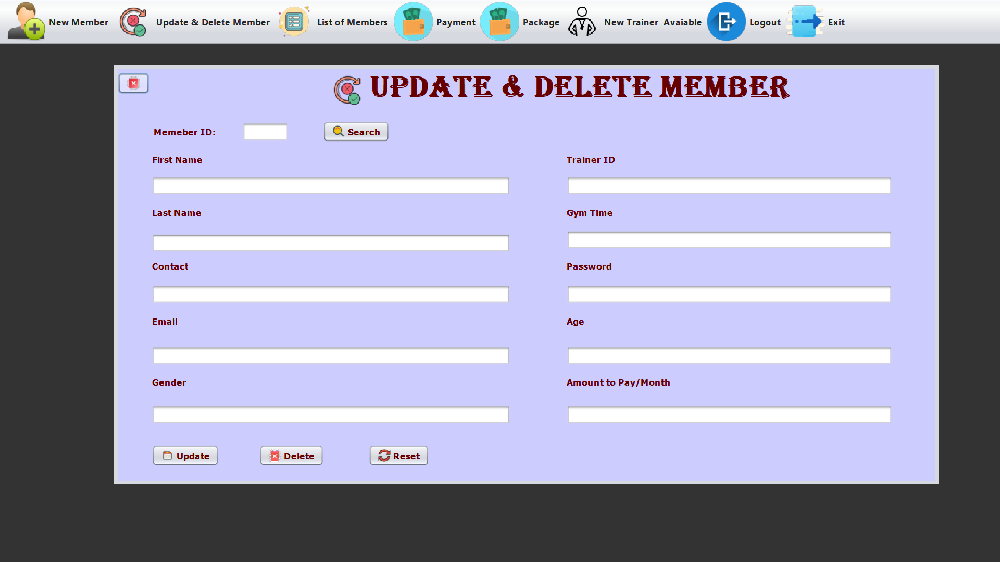 New Member Update & Delete Member List of Members Payment Package New Trainer Avaiable Logout Exit
UPDATE & DELETE MEMBER
Memeber ID: Search
First Name Trainer ID
Last Name Gym Time
Contact Password
Email Age
Gender Amount to Pay/Month
Update Delete Reset